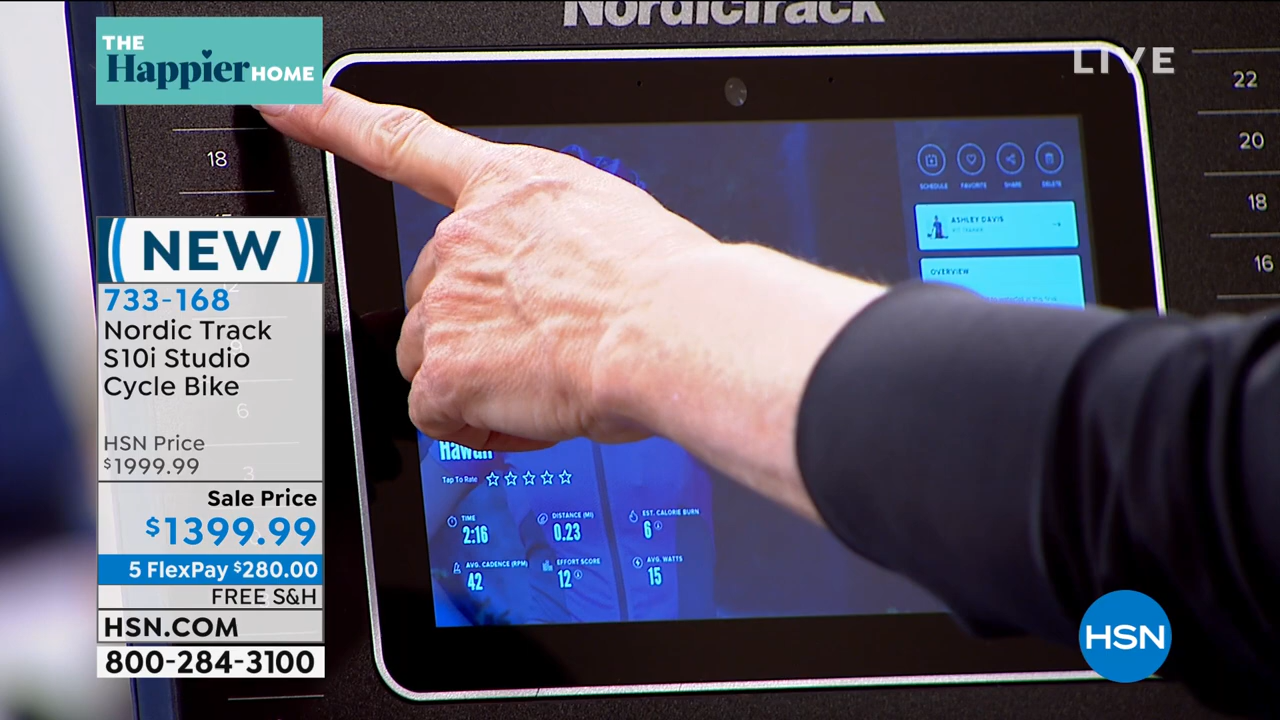 NordicTrack
THE
Happier HOME
LIVE
22
20
18
16
18
12
6
3
NEW
733-168
Nordic Track
S10i Studio
Cycle Bike
HSN Price
$1999.99
Sale Price
$1399.99
5 FlexPay $280.00
FREE S&H
HSN.COM
800-284-3100
SCHEDULE
FAVORITE
SHARE
DELETE
ASHLEY DAVIS
OVERVIEW
Hawaii
Tap To Rate
TIME
2:16
DISTANCE (MI)
0.23
EST. CALORIE BURN
6
AVG. CADENCE (RPM)
42
EFFORT SCORE
12
AVG. WATTS
15
HSN